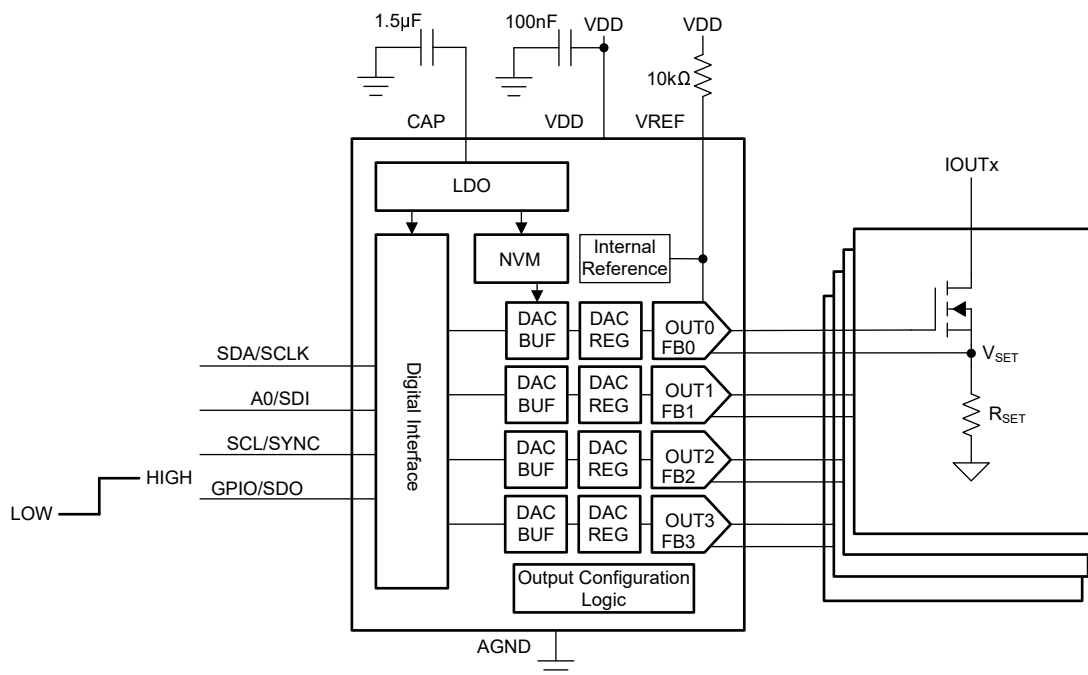 1.5µF
100nF
VDD
VDD
10kΩ
CAP
VDD
VREF
LDO
NVM
Internal
Reference
IOUTx
DAC
BUF
DAC
REG
OUT0
FB0
SDA/SCLK
A0/SDI
SCL/SYNC
GPIO/SDO
HIGH
LOW
Digital Interface
DAC
BUF
DAC
REG
OUT1
FB1
DAC
BUF
DAC
REG
OUT2
FB2
DAC
BUF
DAC
REG
OUT3
FB3
VSET
RSET
Output Configuration
Logic
AGND